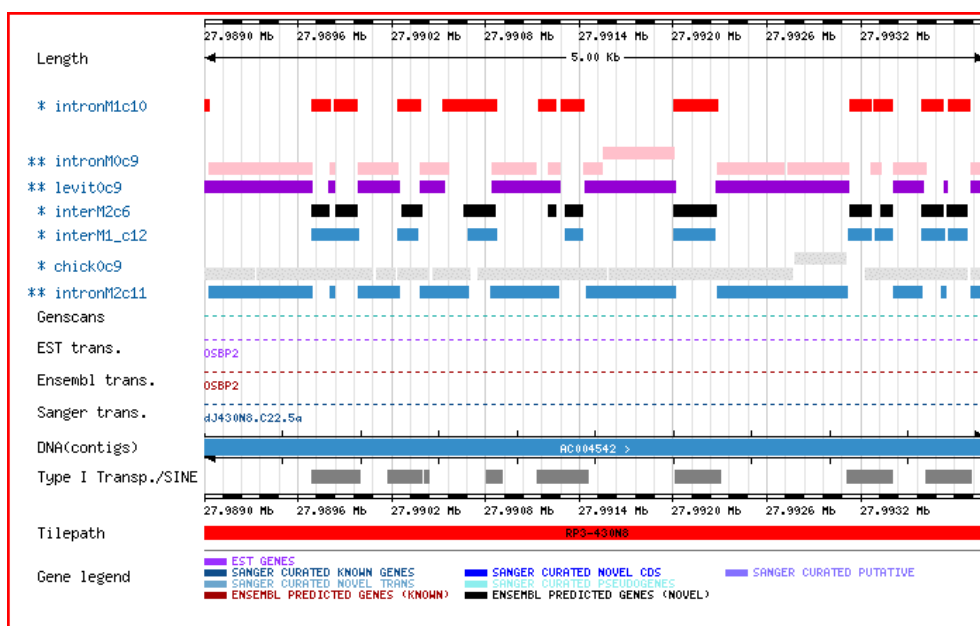 27.9890 Mb 27.9896 Mb 27.9902 Mb 27.9908 Mb 27.9914 Mb 27.9920 Mb 27.9926 Mb 27.9932 Mb
Length 5.00 Kb
* intronM1c10
** intronM0c9
** levit0c9
* interM2c6
* interM1_c12
* chick0c9
** intronM2c11
Genscans
EST trans.
OSBP2
Ensembl trans.
OSBP2
Sanger trans.
dJ430N8.C22.5a
DNA(contigs) AC004542 >
Type I Transp./SINE
27.9890 Mb 27.9896 Mb 27.9902 Mb 27.9908 Mb 27.9914 Mb 27.9920 Mb 27.9926 Mb 27.9932 Mb
Tilepath RP3-430N8
Gene legend
EST GENES
SANGER CURATED KNOWN GENES SANGER CURATED NOVEL CDS SANGER CURATED PUTATIVE
SANGER CURATED NOVEL TRANS SANGER CURATED PSEUDOGENES
ENSEMBL PREDICTED GENES (KNOWN) ENSEMBL PREDICTED GENES (NOVEL)